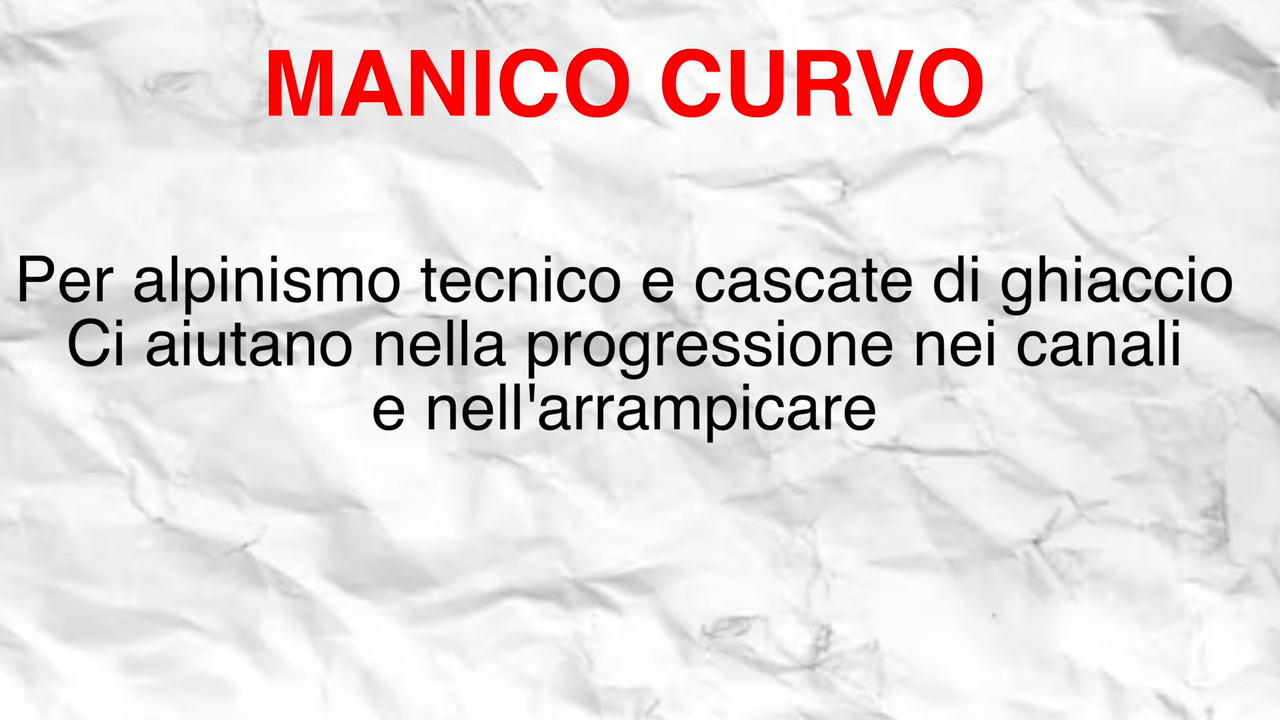 MANICO CURVO
Per alpinismo tecnico e cascate di ghiaccio
Ci aiutano nella progressione nei canali
e nell'arrampicare